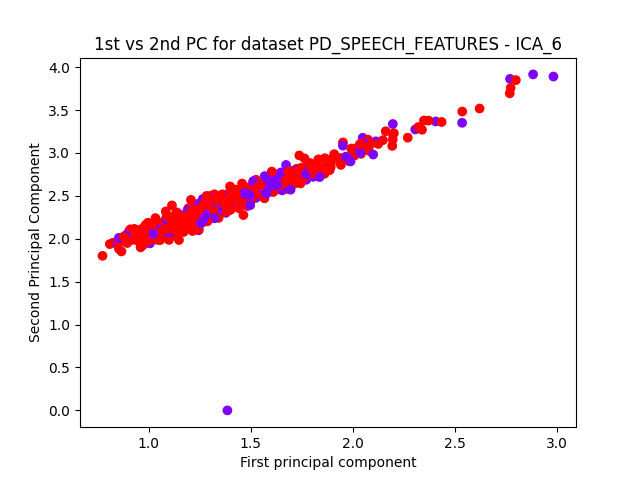 1st vs 2nd PC for dataset PD_SPEECH_FEATURES - ICA_6
4.0
3.5
3.0
2.5
2.0
1.5
1.0
0.5
0.0
Second Principal Component
1.0 1.5 2.0 2.5 3.0
First principal component